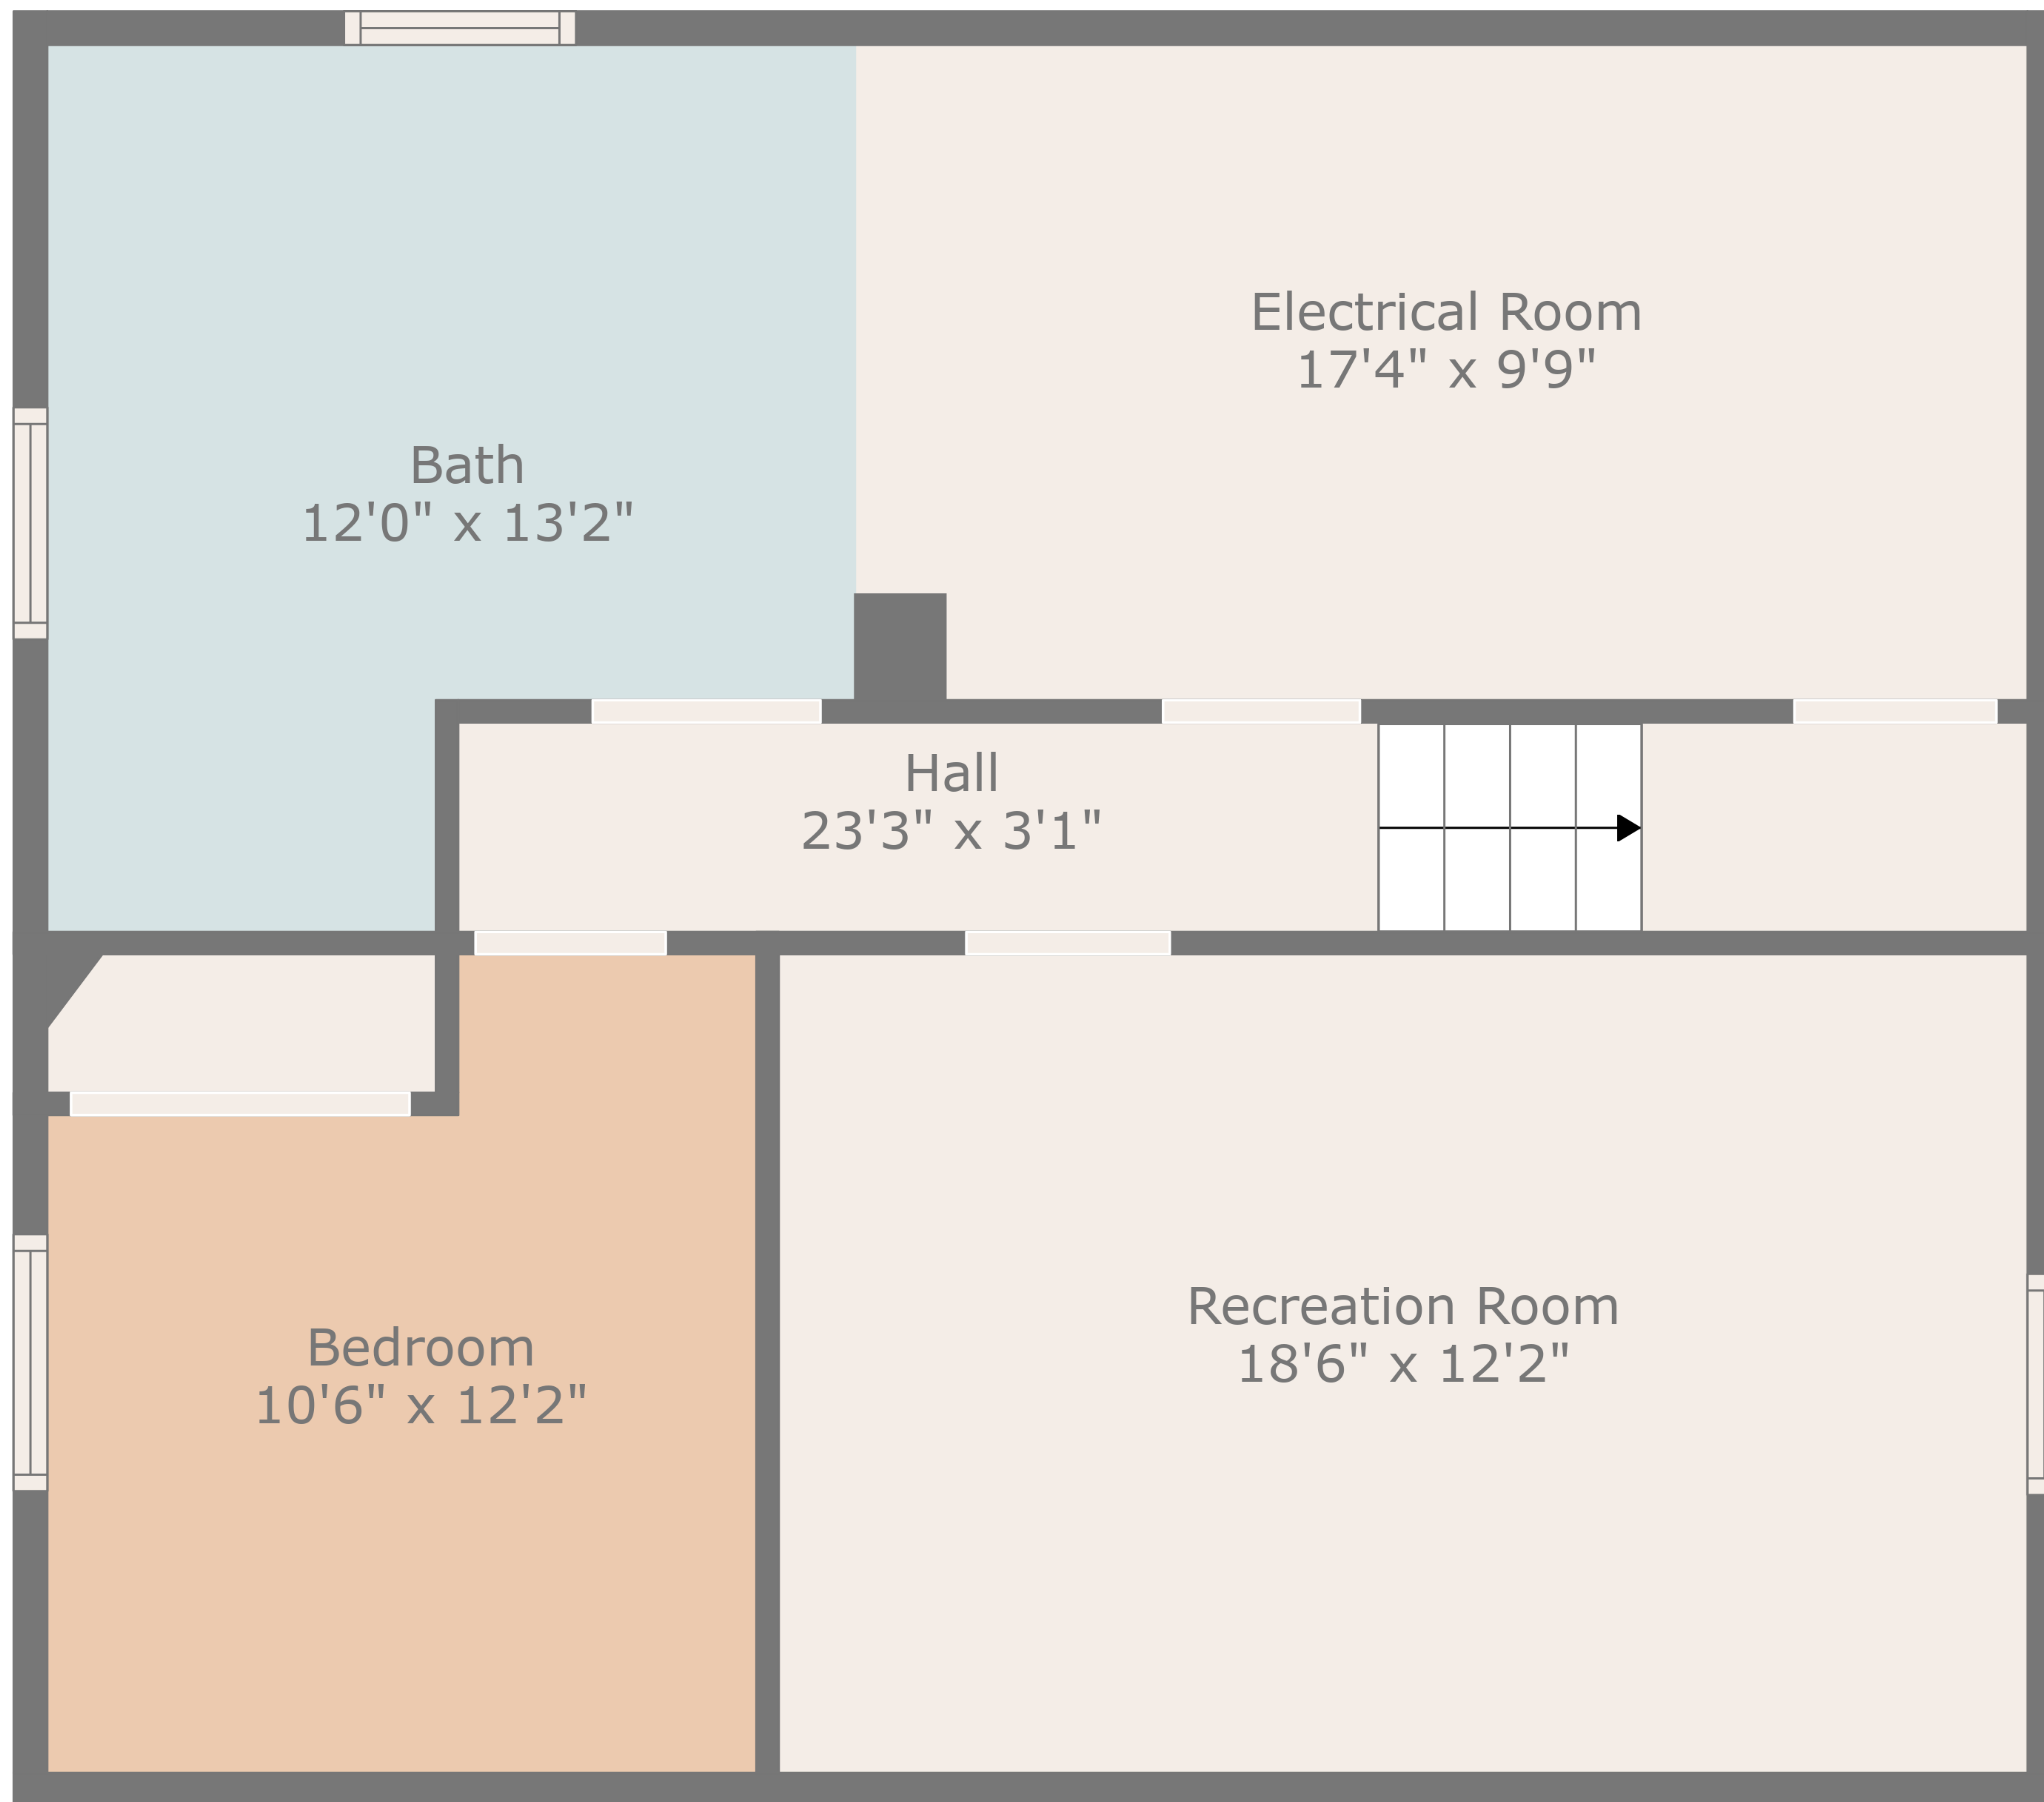 Electrical Room
17'4" x 9'9"
Bath
12'0" x 13'2"
Hall
23'3" x 3'1"
Recreation Room
18'6" x 12'2"
Bedroom
10'6" x 12'2"